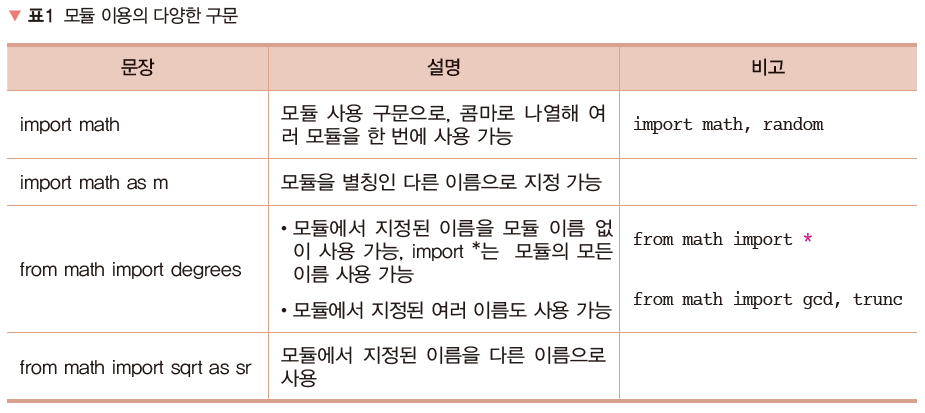 ▼ 표1 모듈 이용의 다양한 구문
문장 설명 비고
import math
모듈 사용 구문으로, 콤마로 나열해 여
러 모듈을 한 번에 사용 가능
import math, random
import math as m
모듈을 별칭인 다른 이름으로 지정 가능
from math import degrees
• 모듈에서 지정된 이름을 모듈 이름 없
이 사용 가능, import *는 모듈의 모든
이름 사용 가능
• 모듈에서 지정된 여러 이름도 사용 가능
from math import *
from math import gcd, trunc
from math import sqrt as sr
모듈에서 지정된 이름을 다른 이름으로
사용